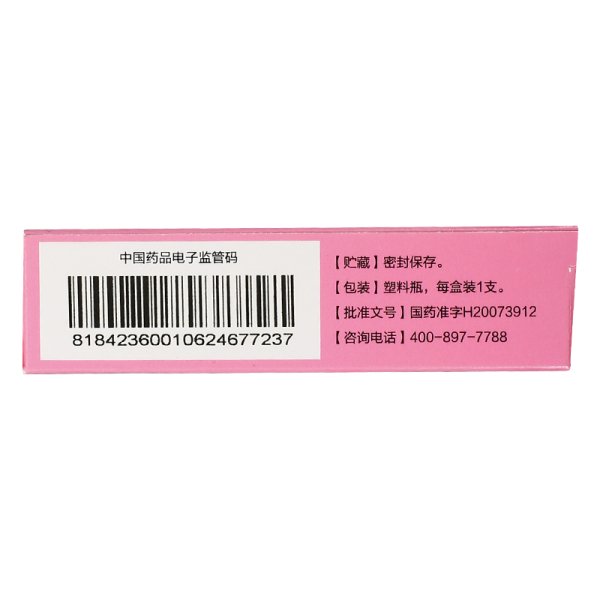 中国药品电子监管码
81842360010624677237
【贮藏】密封保存。
【包装】塑料瓶，每盒装1支。
【批准文号】国药准字H20073912
【咨询电话】400-897-7788